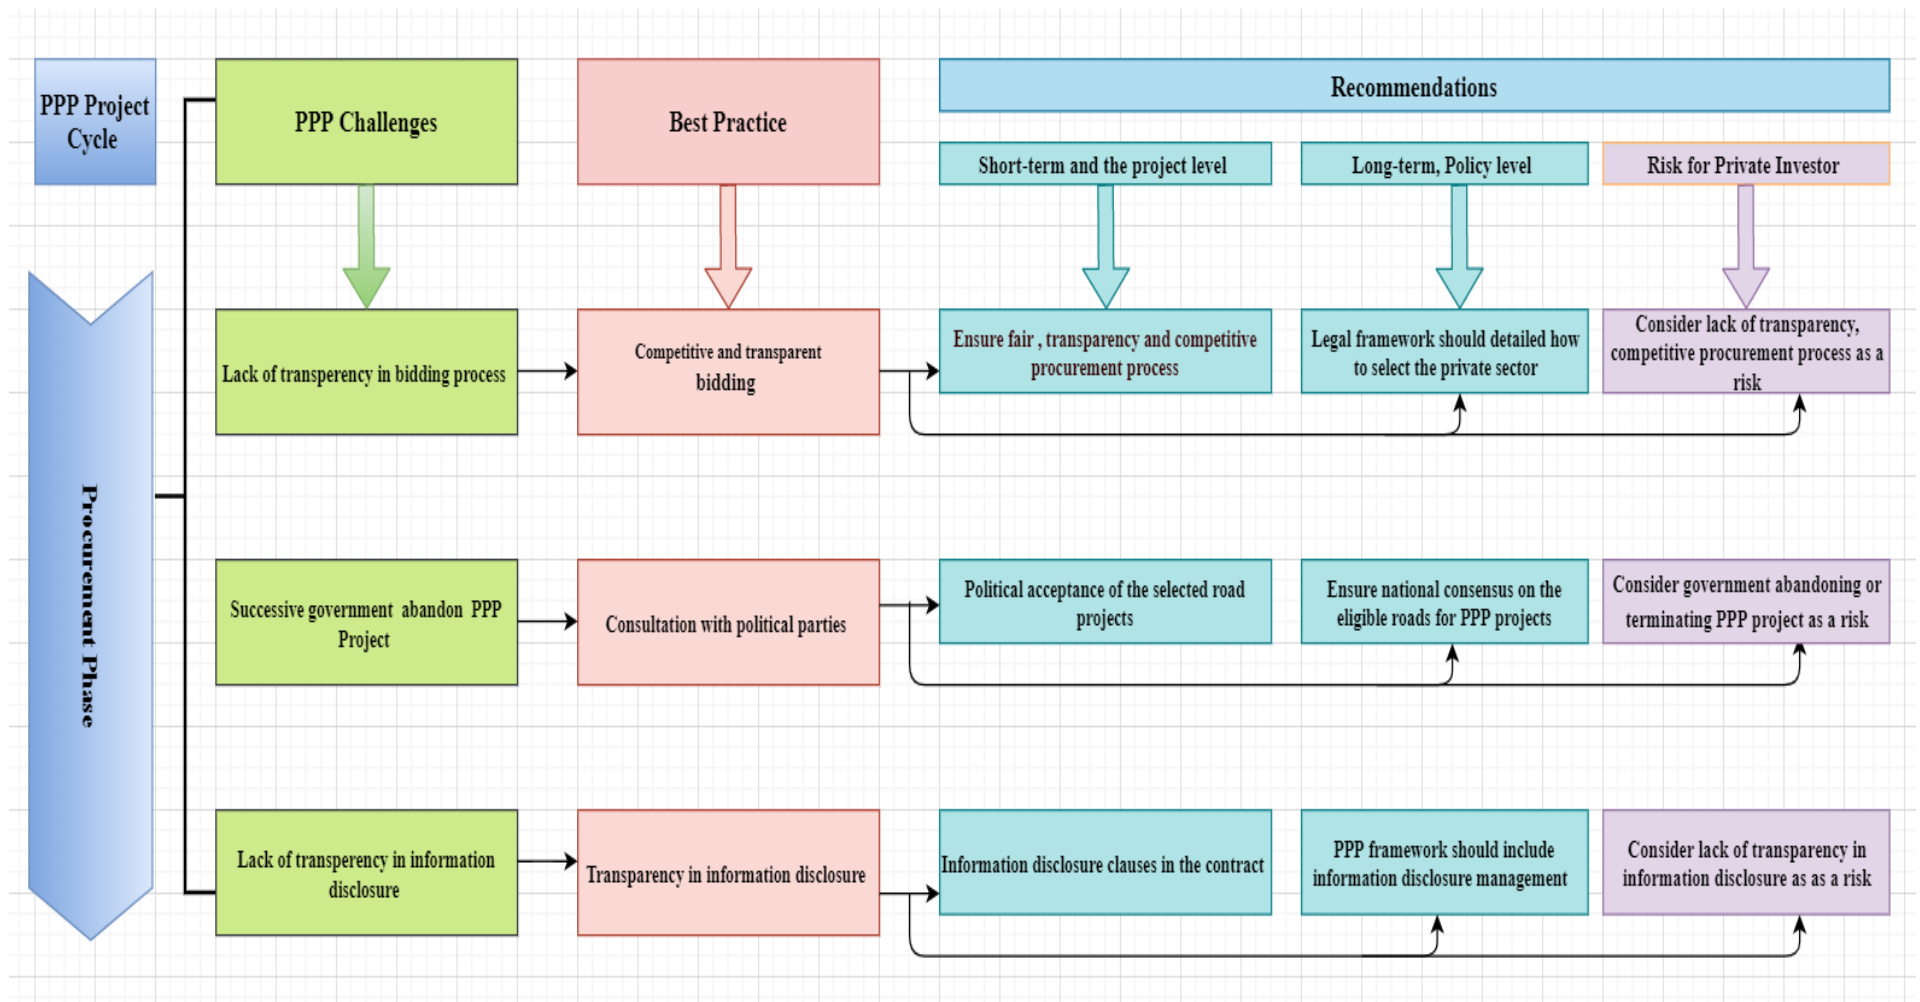 PPP Project
Cycle
PPP Challenges
Best Practice
Recommendations
Short-term and the project level
Long-term, Policy level
Risk for Private Investor
Procurement Phase
Lack of transperency in bidding process
Competitive and transparent
bidding
Ensure fair , transparency and competitive
procurement process
Legal framework should detailed how
to select the private sector
Consider lack of transparency,
competitive procurement process as a
risk
Successive government abandon PPP
Project
Consultation with political parties
Political acceptance of the selected road
projects
Ensure national consensus on the
eligible roads for PPP projects
Consider government abandoning or
terminating PPP project as a risk
Lack of transperency in information
disclosure
Transparency in information disclosure
Information disclosure clauses in the contract
PPP framework should include
information disclosure management
Consider lack of transparency in
information disclosure as as a risk